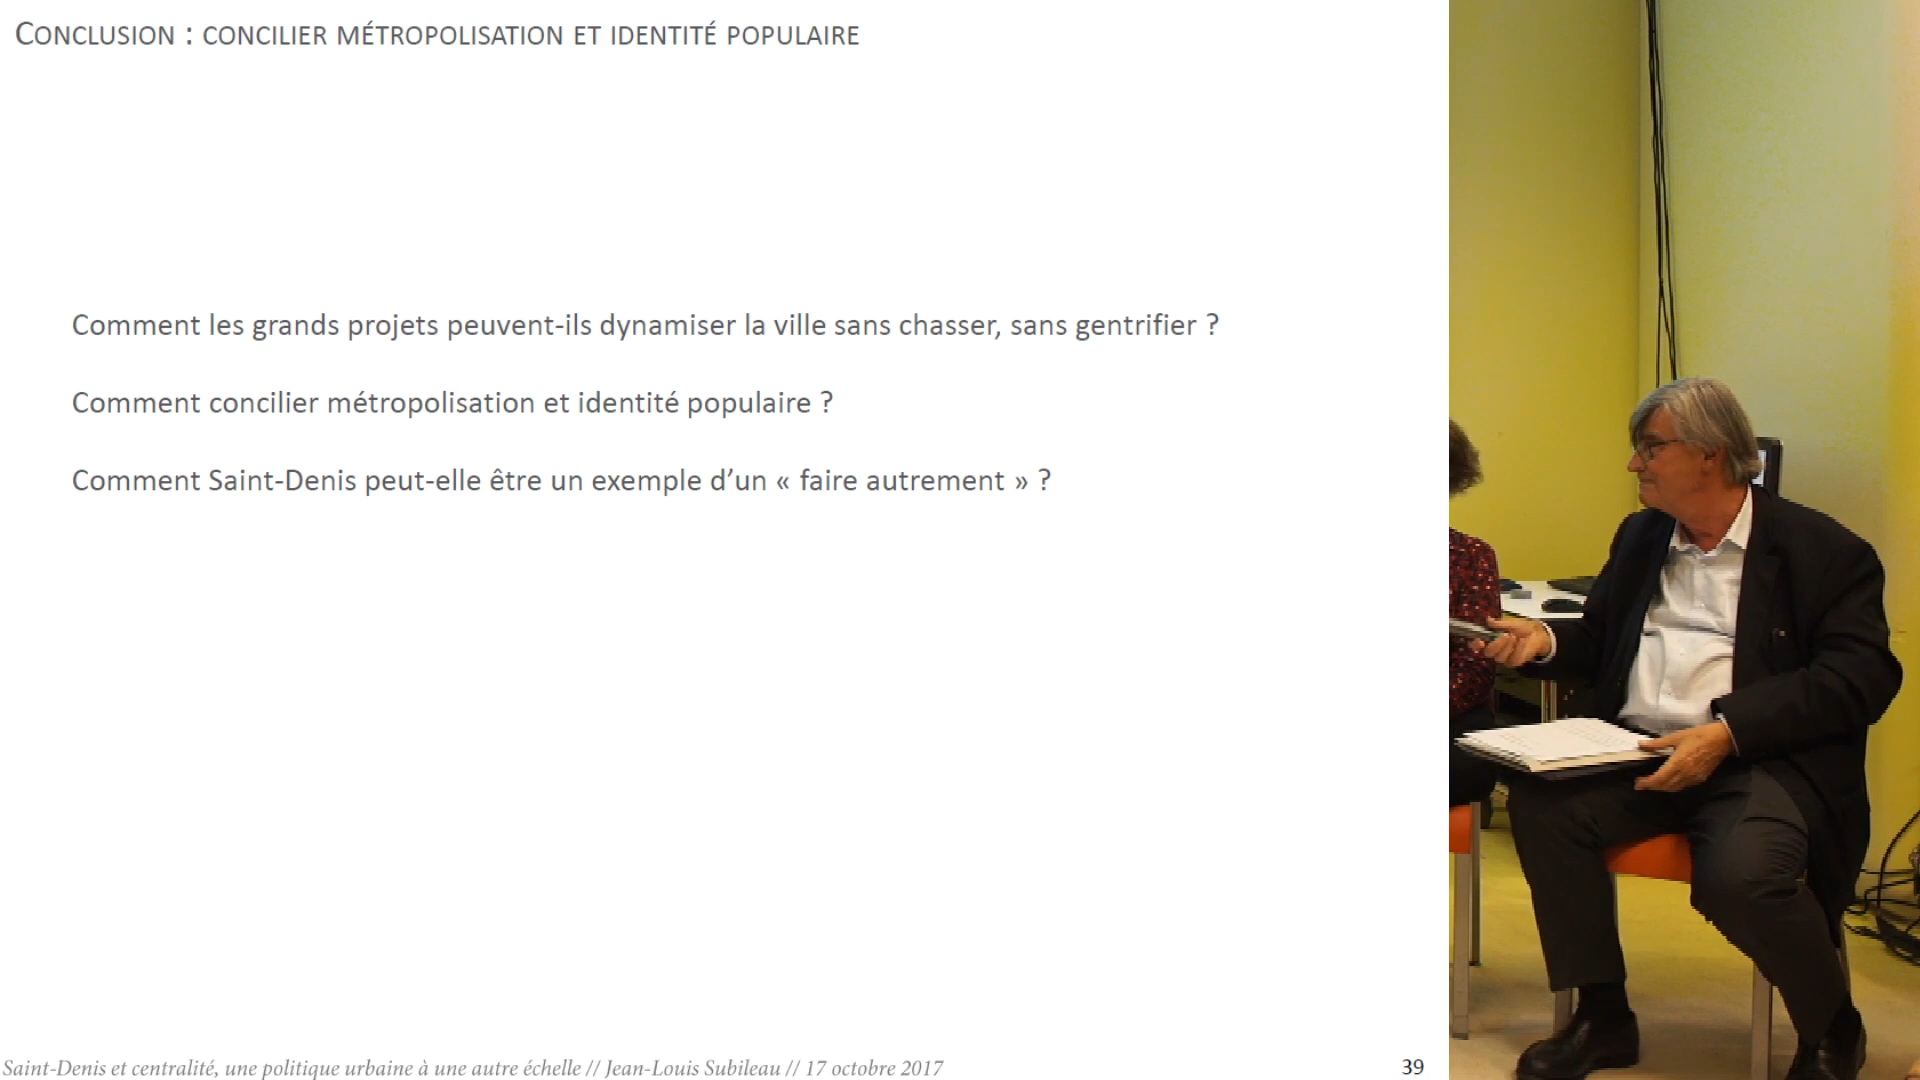 CONCLUSION : CONCILIER MÉTROPOLISATION ET IDENTITÉ POPULAIRE
Comment les grands projets peuvent-ils dynamiser la ville sans chasser, sans gentrifier ?
Comment concilier métropolisation et identité populaire ?
Comment Saint-Denis peut-elle être un exemple d’un « faire autrement » ?
Saint-Denis et centralité, une politique urbaine à une autre échelle // Jean-Louis Subileau // 17 octobre 2017
39